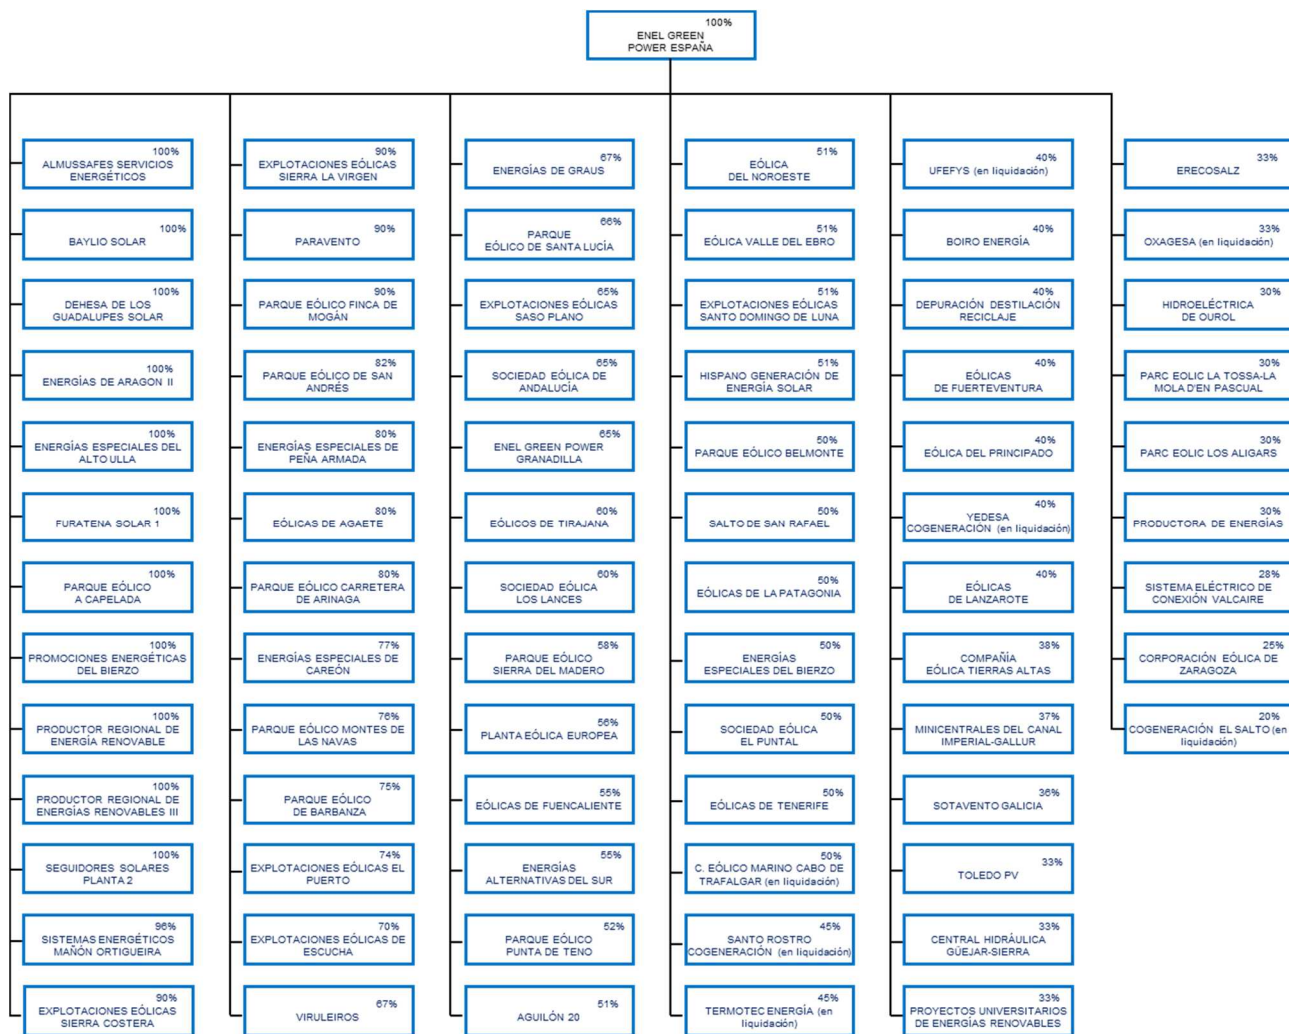 100%
ENEL GREEN
POWER ESPAÑA
100%
ALMUSSAFES SERVICIOS
ENERGÉTICOS
100%
BAYLIO SOLAR
100%
DEHESA DE LOS
GUADALUPES SOLAR
100%
ENERGÍAS DE ARAGON II
100%
ENERGÍAS ESPECIALES DEL
ALTO ULLA
100%
FURATENA SOLAR 1
100%
PARQUE EÓLICO
A CAPELADA
100%
PROMOCIONES ENERGÉTICAS
DEL BIERZO
100%
PRODUCTOR REGIONAL DE
ENERGÍA RENOVABLE
100%
PRODUCTOR REGIONAL DE
ENERGÍAS RENOVABLES III
100%
SEGUIDORES SOLARES
PLANTA 2
96%
SISTEMAS ENERGÉTICOS
MAÑÓN ORTIGUEIRA
90%
EXPLOTACIONES EÓLICAS
SIERRA COSTERA
90%
EXPLOTACIONES EÓLICAS
SIERRA LA VIRGEN
90%
PARAVENTO
90%
PARQUE EÓLICO FINCA DE
MOGÁN
82%
PARQUE EÓLICO DE SAN
ANDRÉS
80%
ENERGÍAS ESPECIALES DE
PEÑA ARMADA
80%
EÓLICAS DE AGAETE
80%
PARQUE EÓLICO CARRETERA
DE ARINAGA
77%
ENERGÍAS ESPECIALES DE
CAREÓN
76%
PARQUE EÓLICO MONTES DE
LAS NAVAS
75%
PARQUE EÓLICO
DE BARBANZA
74%
EXPLOTACIONES EÓLICAS EL
PUERTO
70%
EXPLOTACIONES EÓLICAS DE
ESCUCHA
67%
VIRULEIROS
67%
ENERGÍAS DE GRAUS
66%
PARQUE
EÓLICO DE SANTA LUCÍA
65%
EXPLOTACIONES EÓLICAS
SASO PLANO
65%
SOCIEDAD EÓLICA DE
ANDALUCÍA
65%
ENEL GREEN POWER
GRANADILLA
60%
EÓLICOS DE TIRAJANA
60%
SOCIEDAD EÓLICA
LOS LANCES
58%
PARQUE EÓLICO
SIERRA DEL MADERO
56%
PLANTA EÓLICA EUROPEA
55%
EÓLICAS DE FUENCALIENTE
55%
ENERGÍAS
ALTERNATIVAS DEL SUR
52%
PARQUE EÓLICO
PUNTA DE TENO
51%
AGUILÓN 20
51%
EÓLICA
DEL NOROESTE
51%
EÓLICA VALLE DEL EBRO
51%
EXPLOTACIONES EÓLICAS
SANTO DOMINGO DE LUNA
51%
HISPANO GENERACIÓN DE
ENERGÍA SOLAR
50%
PARQUE EÓLICO BELMONTE
50%
SALTO DE SAN RAFAEL
50%
EÓLICAS DE LA PATAGONIA
50%
ENERGÍAS
ESPECIALES DEL BIERZO
50%
SOCIEDAD EÓLICA
EL PUNTAL
50%
EÓLICAS DE TENERIFE
50%
C. EÓLICO MARINO CABO DE
TRAFALGAR (en liquidación)
45%
SANTO ROSTRO
COGENERACIÓN (en liquidación)
45%
TERMOTEC ENERGÍA (en
liquidación)
40%
UFEFYS (en liquidación)
40%
BOIRO ENERGÍA
40%
DEPURACIÓN DESTILACIÓN
RECICLAJE
40%
EÓLICAS
DE FUERTEVENTURA
40%
EÓLICA DEL PRINCIPADO
40%
YEDESA
COGENERACIÓN (en liquidación)
40%
EÓLICAS
DE LANZAROTE
38%
COMPAÑÍA
EÓLICA TIERRAS ALTAS
37%
MINICENTRALES DEL CANAL
IMPERIAL-GALLUR
36%
SOTAVENTO GALICIA
33%
TOLEDO PV
33%
CENTRAL HIDRÁULICA
GÜEJAR-SIERRA
33%
PROYECTOS UNIVERSITARIOS
DE ENERGÍAS RENOVABLES
33%
ERECOSALZ
33%
OXAGESA (en liquidación)
30%
HIDROELÉCTRICA
DE OUROL
30%
PARC EOLIC LA TOSSA-LA
MOLA D'EN PASCUAL
30%
PARC EOLIC LOS ALIGARS
30%
PRODUCTORA DE ENERGÍAS
28%
SISTEMA ELÉCTRICO DE
CONEXIÓN VALCAIRE
25%
CORPORACIÓN EÓLICA DE
ZARAGOZA
20%
COGENERACIÓN EL SALTO (en
liquidación)